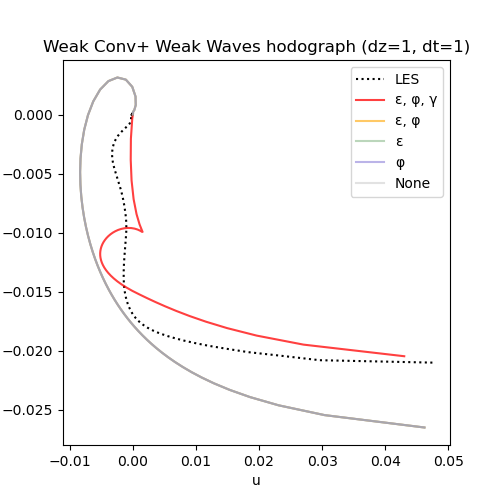 Weak Conv+ Weak Waves hodograph (dz=1, dt=1)
LES
ε, φ, γ
ε, φ
ε
φ
None
0.000
−0.005
−0.010
−0.015
−0.020
−0.025
−0.01 0.00 0.01 0.02 0.03 0.04 0.05
u